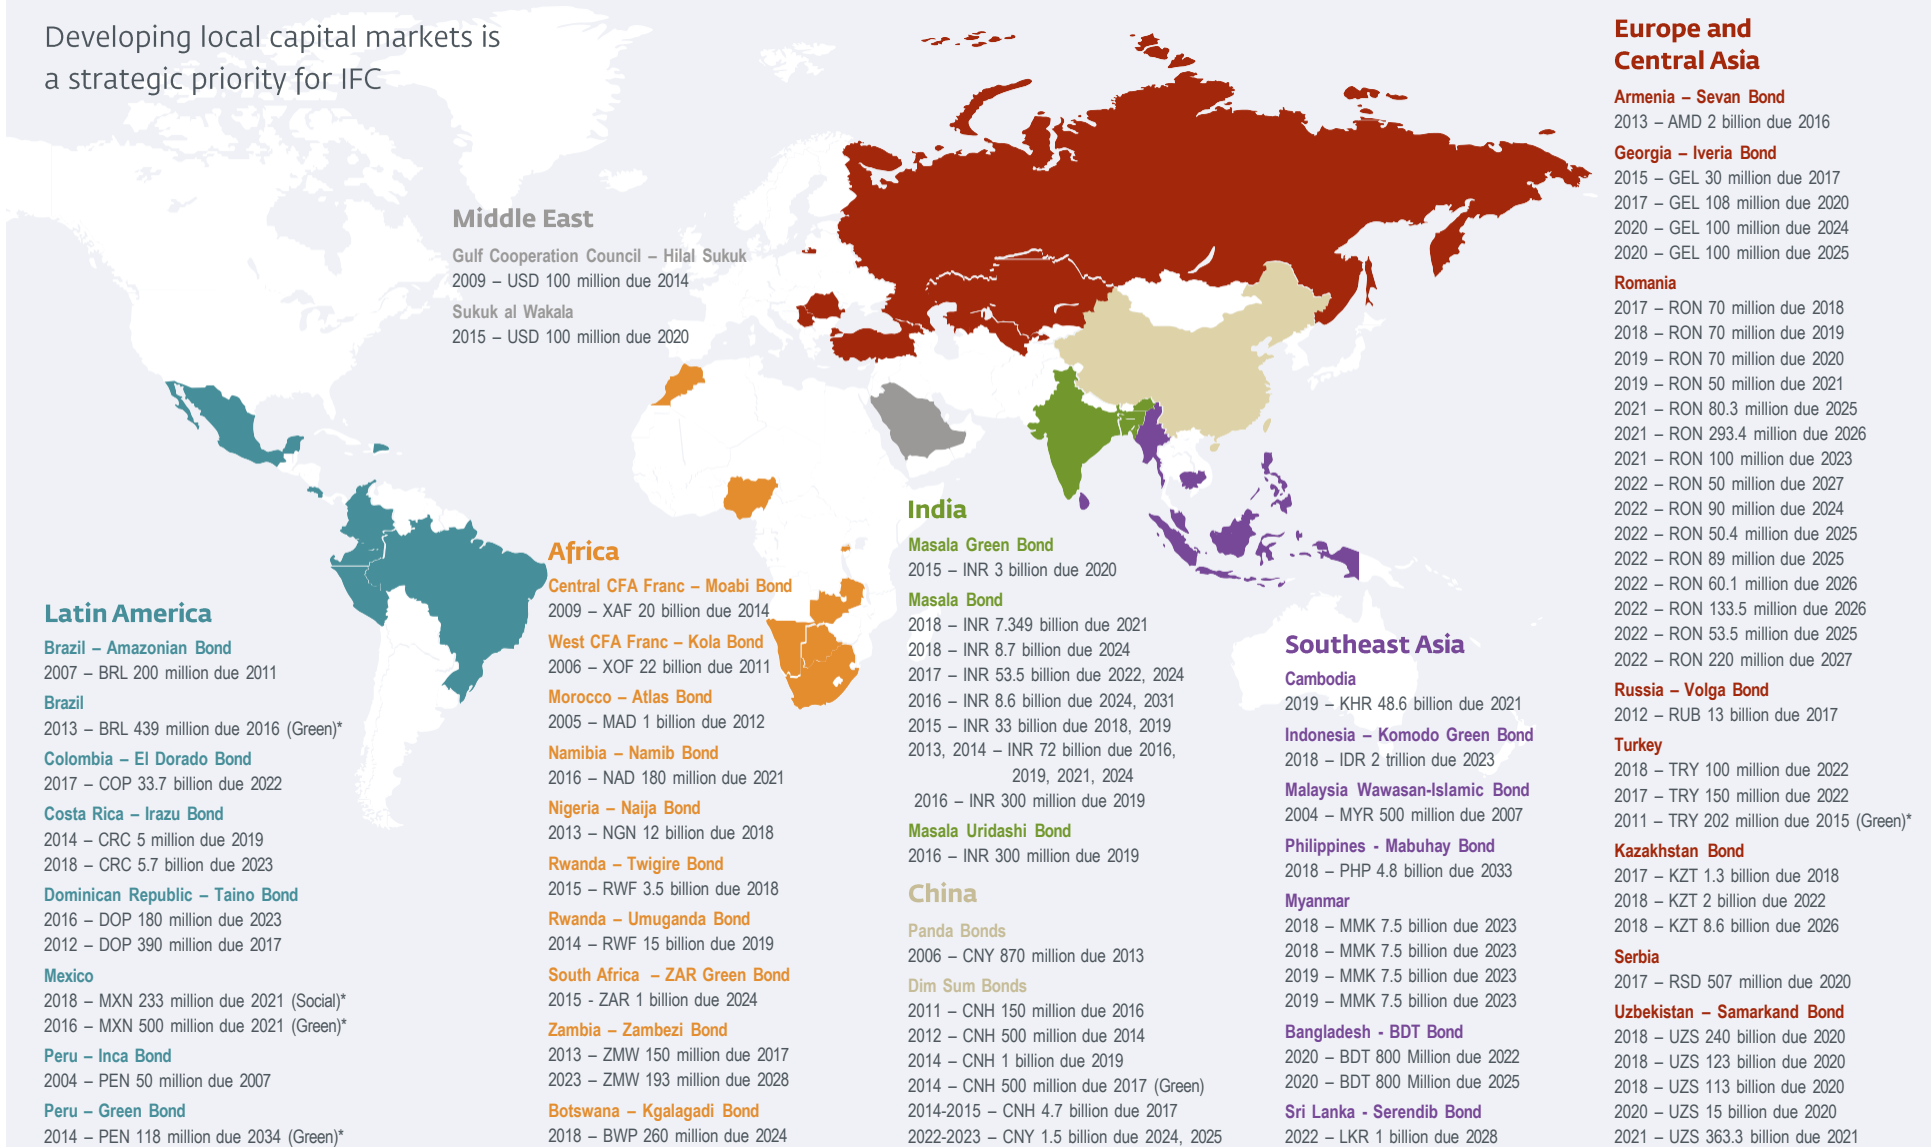 Developing local capital markets is
a strategic priority for IFC
Middle East
Gulf Cooperation Council – Hilal Sukuk
2009 – USD 100 million due 2014
Sukuk al Wakala
2015 – USD 100 million due 2020
Latin America
Brazil – Amazonian Bond
2007 – BRL 200 million due 2011
Brazil
2013 – BRL 439 million due 2016 (Green)*
Colombia – El Dorado Bond
2017 – COP 33.7 billion due 2022
Costa Rica – Irazu Bond
2014 – CRC 5 million due 2019
2018 – CRC 5.7 billion due 2023
Dominican Republic – Taino Bond
2016 – DOP 180 million due 2023
2012 – DOP 390 million due 2017
Mexico
2018 – MXN 233 million due 2021 (Social)*
2016 – MXN 500 million due 2021 (Green)*
Peru – Inca Bond
2004 – PEN 50 million due 2007
Peru – Green Bond
2014 – PEN 118 million due 2034 (Green)*
Africa
Central CFA Franc – Moabi Bond
2009 – XAF 20 billion due 2014
West CFA Franc – Kola Bond
2006 – XOF 22 billion due 2011
Morocco – Atlas Bond
2005 – MAD 1 billion due 2012
Namibia – Namib Bond
2016 – NAD 180 million due 2021
Nigeria – Naija Bond
2013 – NGN 12 billion due 2018
Rwanda – Twigire Bond
2015 – RWF 3.5 billion due 2018
Rwanda – Umuganda Bond
2014 – RWF 15 billion due 2019
South Africa – ZAR Green Bond
2015 - ZAR 1 billion due 2024
Zambia – Zambezi Bond
2013 – ZMW 150 million due 2017
2023 – ZMW 193 million due 2028
Botswana – Kgalagadi Bond
2018 – BWP 260 million due 2024
India
Masala Green Bond
2015 – INR 3 billion due 2020
Masala Bond
2018 – INR 7.349 billion due 2021
2018 – INR 8.7 billion due 2024
2017 – INR 53.5 billion due 2022, 2024
2016 – INR 8.6 billion due 2024, 2031
2015 – INR 33 billion due 2018, 2019
2013, 2014 – INR 72 billion due 2016,
2019, 2021, 2024
2016 – INR 300 million due 2019
Masala Uridashi Bond
2016 – INR 300 million due 2019
China
Panda Bonds
2006 – CNY 870 million due 2013
Dim Sum Bonds
2011 – CNH 150 million due 2016
2012 – CNH 500 million due 2014
2014 – CNH 1 billion due 2019
2014 – CNH 500 million due 2017 (Green)
2014-2015 – CNH 4.7 billion due 2017
2022-2023 – CNY 1.5 billion due 2024, 2025
Southeast Asia
Cambodia
2019 – KHR 48.6 billion due 2021
Indonesia – Komodo Green Bond
2018 – IDR 2 trillion due 2023
Malaysia Wawasan-Islamic Bond
2004 – MYR 500 million due 2007
Philippines - Mabuhay Bond
2018 – PHP 4.8 billion due 2033
Myanmar
2018 – MMK 7.5 billion due 2023
2018 – MMK 7.5 billion due 2023
2019 – MMK 7.5 billion due 2023
2019 – MMK 7.5 billion due 2023
Bangladesh - BDT Bond
2020 – BDT 800 Million due 2022
2020 – BDT 800 Million due 2025
Sri Lanka - Serendib Bond
2022 – LKR 1 billion due 2028
Europe and
Central Asia
Armenia – Sevan Bond
2013 – AMD 2 billion due 2016
Georgia – Iveria Bond
2015 – GEL 30 million due 2017
2017 – GEL 108 million due 2020
2020 – GEL 100 million due 2024
2020 – GEL 100 million due 2025
Romania
2017 – RON 70 million due 2018
2018 – RON 70 million due 2019
2019 – RON 70 million due 2020
2019 – RON 50 million due 2021
2021 – RON 80.3 million due 2025
2021 – RON 293.4 million due 2026
2021 – RON 100 million due 2023
2022 – RON 50 million due 2027
2022 – RON 90 million due 2024
2022 – RON 50.4 million due 2025
2022 – RON 89 million due 2025
2022 – RON 60.1 million due 2026
2022 – RON 133.5 million due 2026
2022 – RON 53.5 million due 2025
2022 – RON 220 million due 2027
Russia – Volga Bond
2012 – RUB 13 billion due 2017
Turkey
2018 – TRY 100 million due 2022
2017 – TRY 150 million due 2022
2011 – TRY 202 million due 2015 (Green)*
Kazakhstan Bond
2017 – KZT 1.3 billion due 2018
2018 – KZT 2 billion due 2022
2018 – KZT 8.6 billion due 2026
Serbia
2017 – RSD 507 million due 2020
Uzbekistan – Samarkand Bond
2018 – UZS 240 billion due 2020
2018 – UZS 123 billion due 2020
2018 – UZS 113 billion due 2020
2020 – UZS 15 billion due 2020
2021 – UZS 363.3 billion due 2021